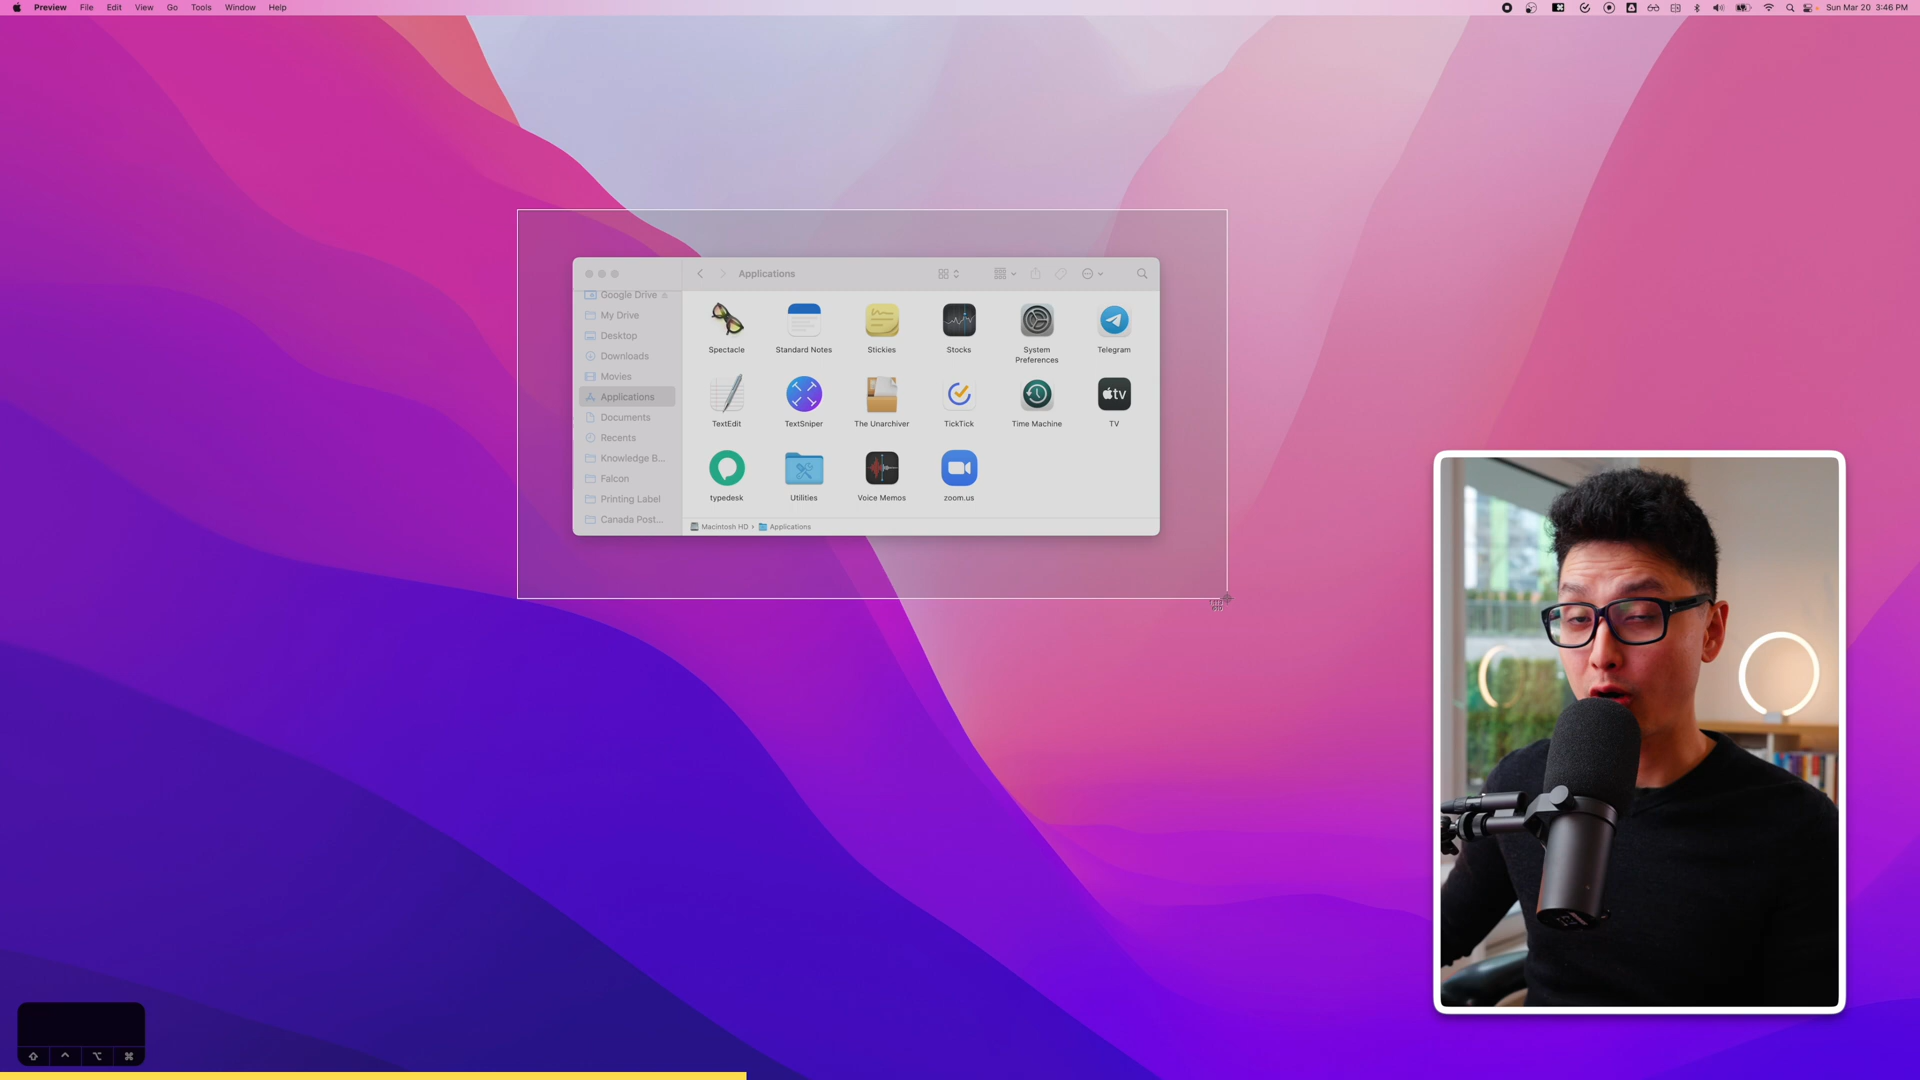 Preview File Edit View Go Tools Window Help Sun Mar 20 3:46 PM
Applications
Google Drive
My Drive
Desktop
Downloads
Movies
Applications
Documents
Recents
Knowledge B...
Falcon
Printing Label
Canada Post...
Spectacle Standard Notes Stickies Stocks System Preferences Telegram
TextEdit TextSniper The Unarchiver TickTick Time Machine TV
typedesk Utilities Voice Memos zoom.us
Macintosh HD › Applications
tv